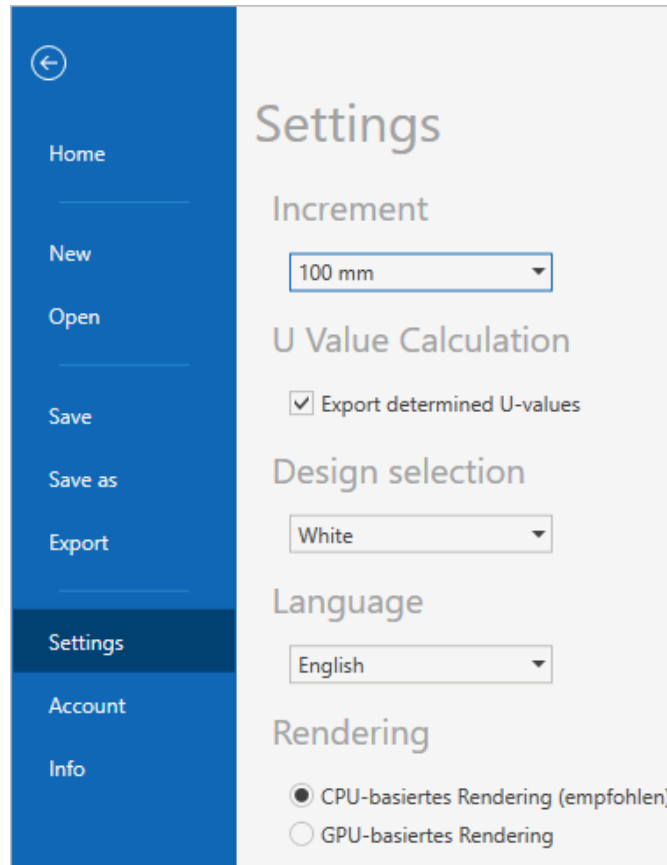 Home
New
Open
Save
Save as
Export
Settings
Account
Info
Settings
Increment
100 mm
U Value Calculation
Export determined U-values
Design selection
White
Language
English
Rendering
CPU-basiertes Rendering (empfohlen)
GPU-basiertes Rendering